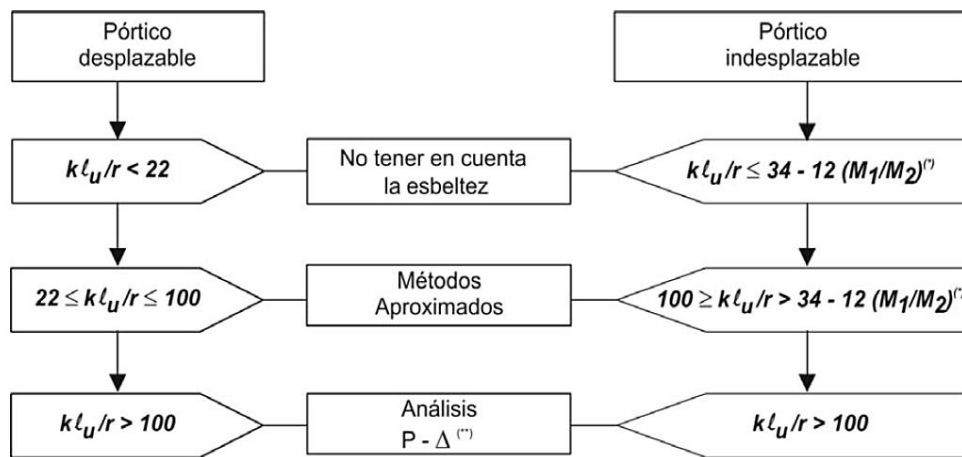 Pórtico
desplazable
Pórtico
indesplazable
kℓu/r < 22
No tener en cuenta
la esbeltez
kℓu/r ≤ 34 - 12 (M1/M2)(*)
22 ≤ kℓu/r ≤ 100
Métodos
Aproximados
100 ≥ kℓu/r > 34 - 12 (M1/M2)(*)
kℓu/r > 100
Análisis
P - Δ (**)
kℓu/r > 100